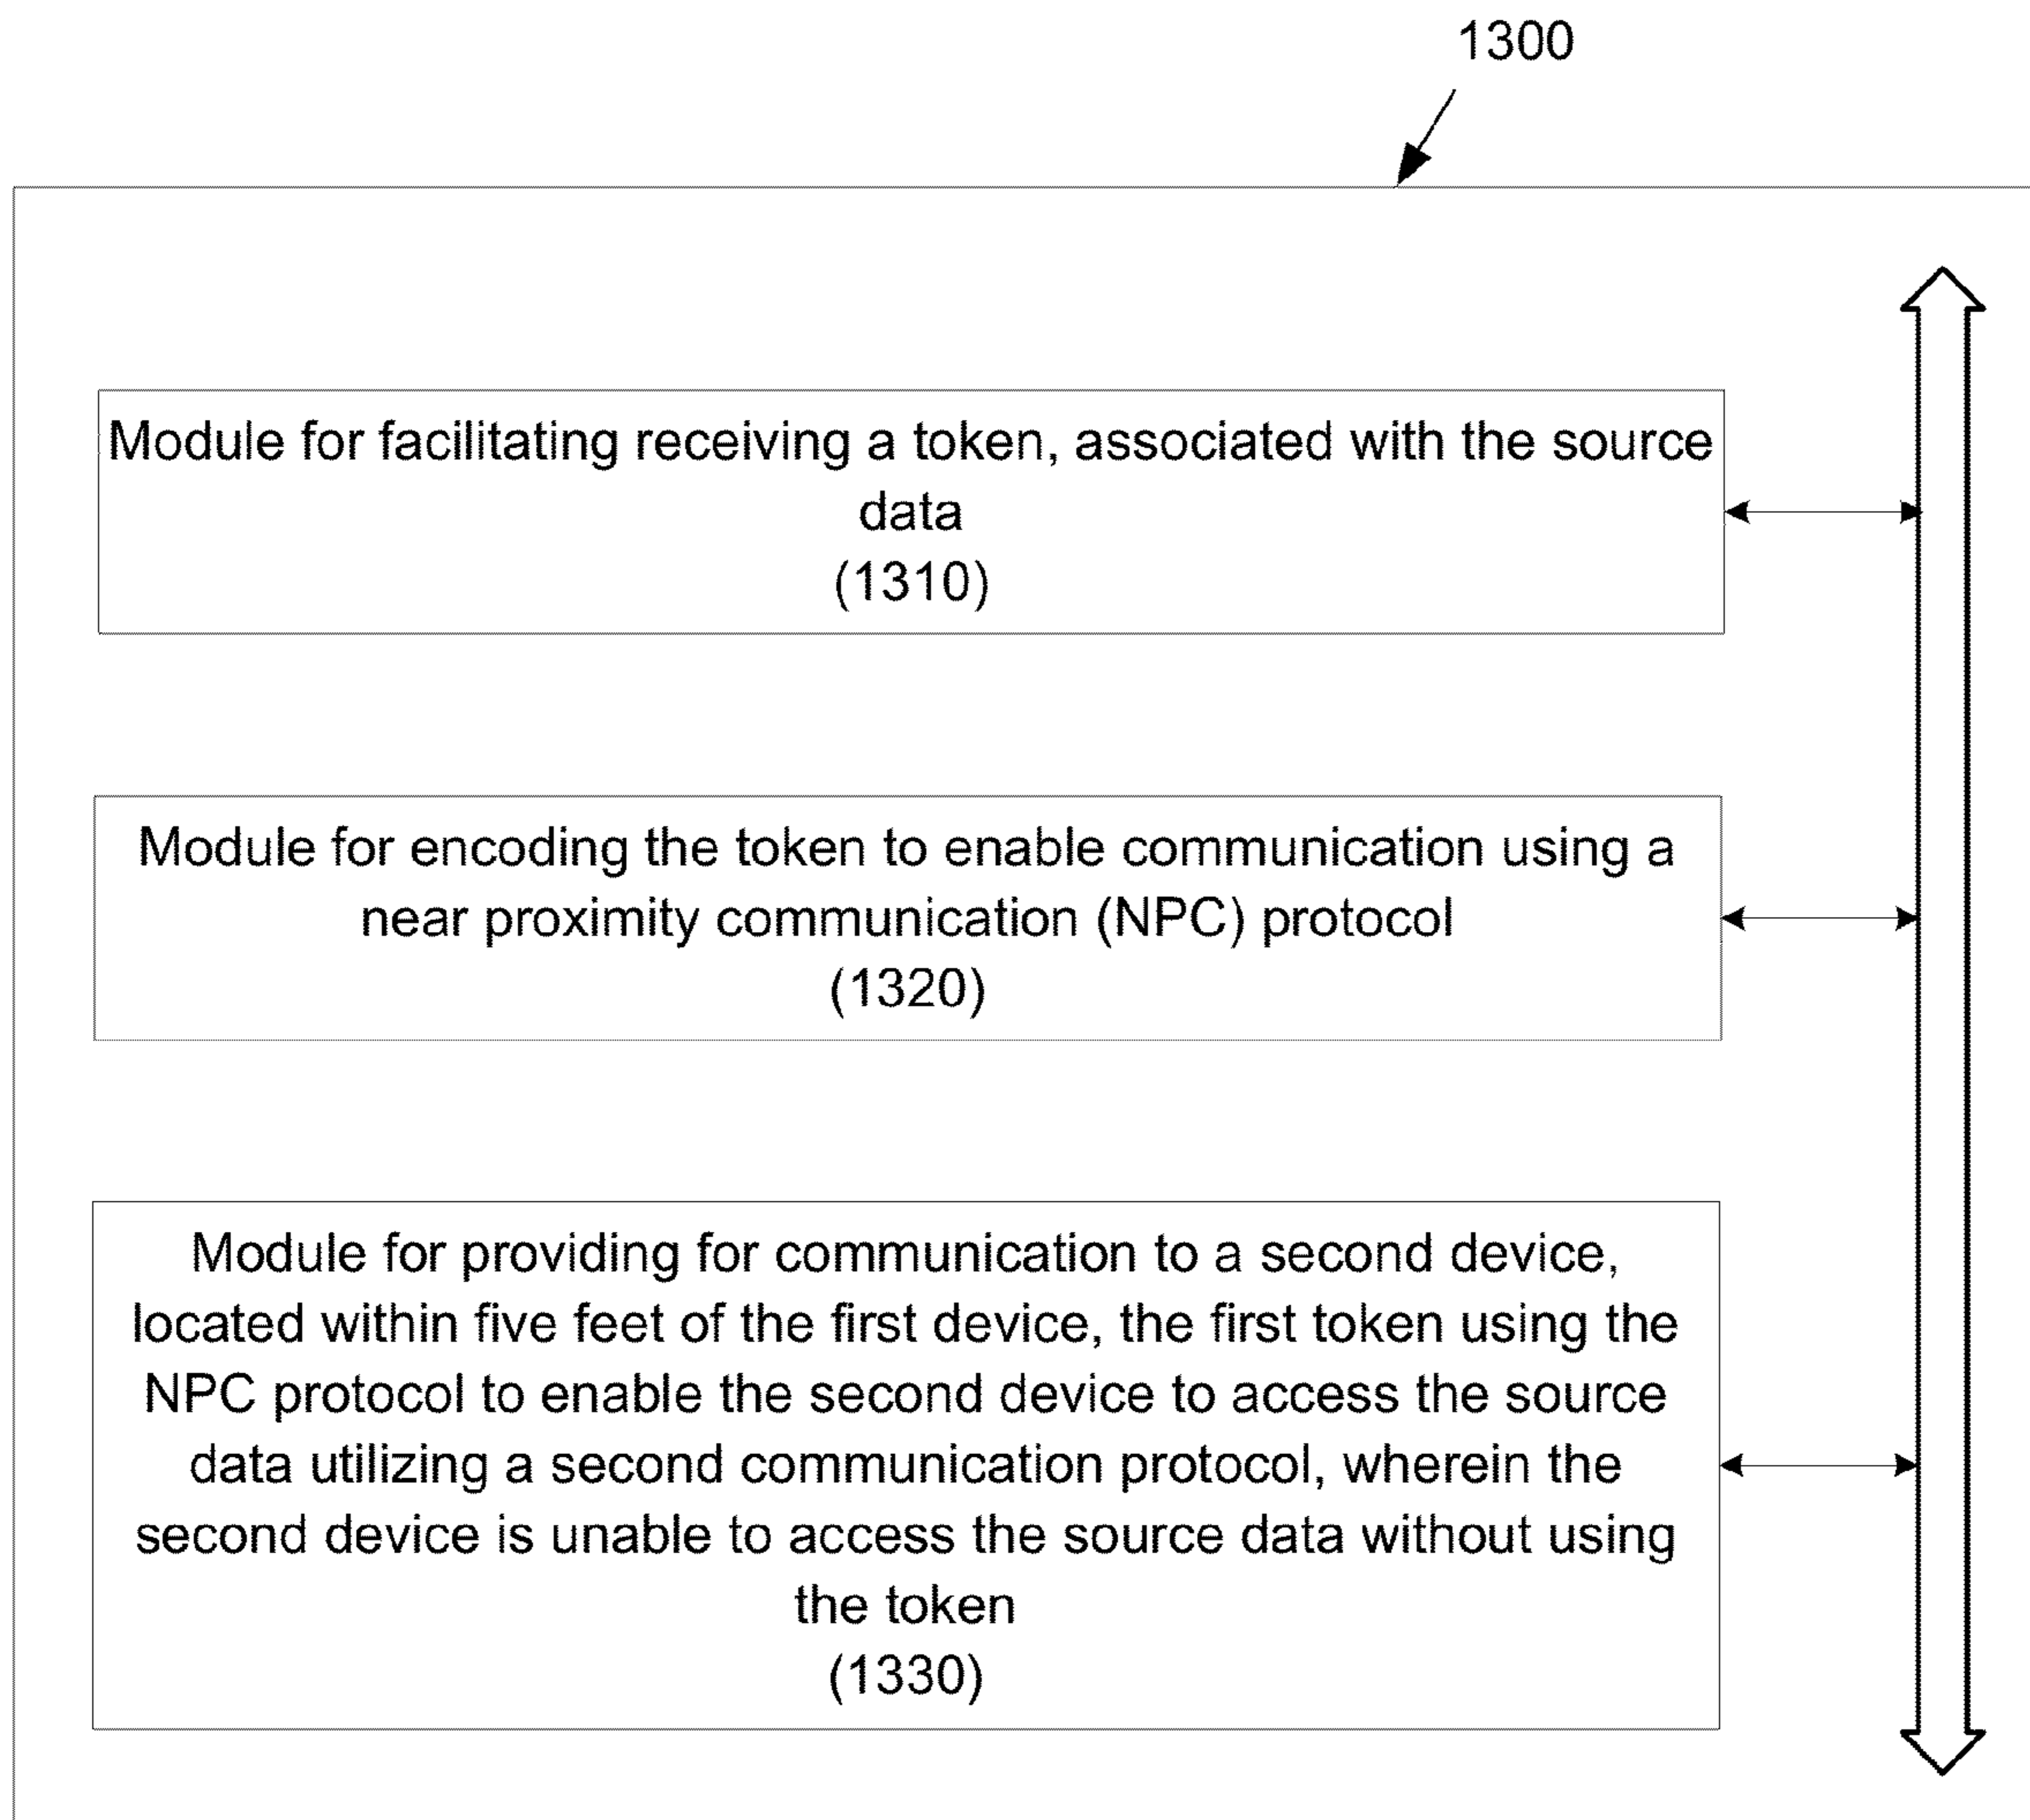 1300
Module for facilitating receiving a token, associated with the source
data
(1310)
Module for encoding the token to enable communication using a
near proximity communication (NPC) protocol
(1320)
Module for providing for communication to a second device,
located within five feet of the first device, the first token using the
NPC protocol to enable the second device to access the source
data utilizing a second communication protocol, wherein the
second device is unable to access the source data without using
the token
(1330)